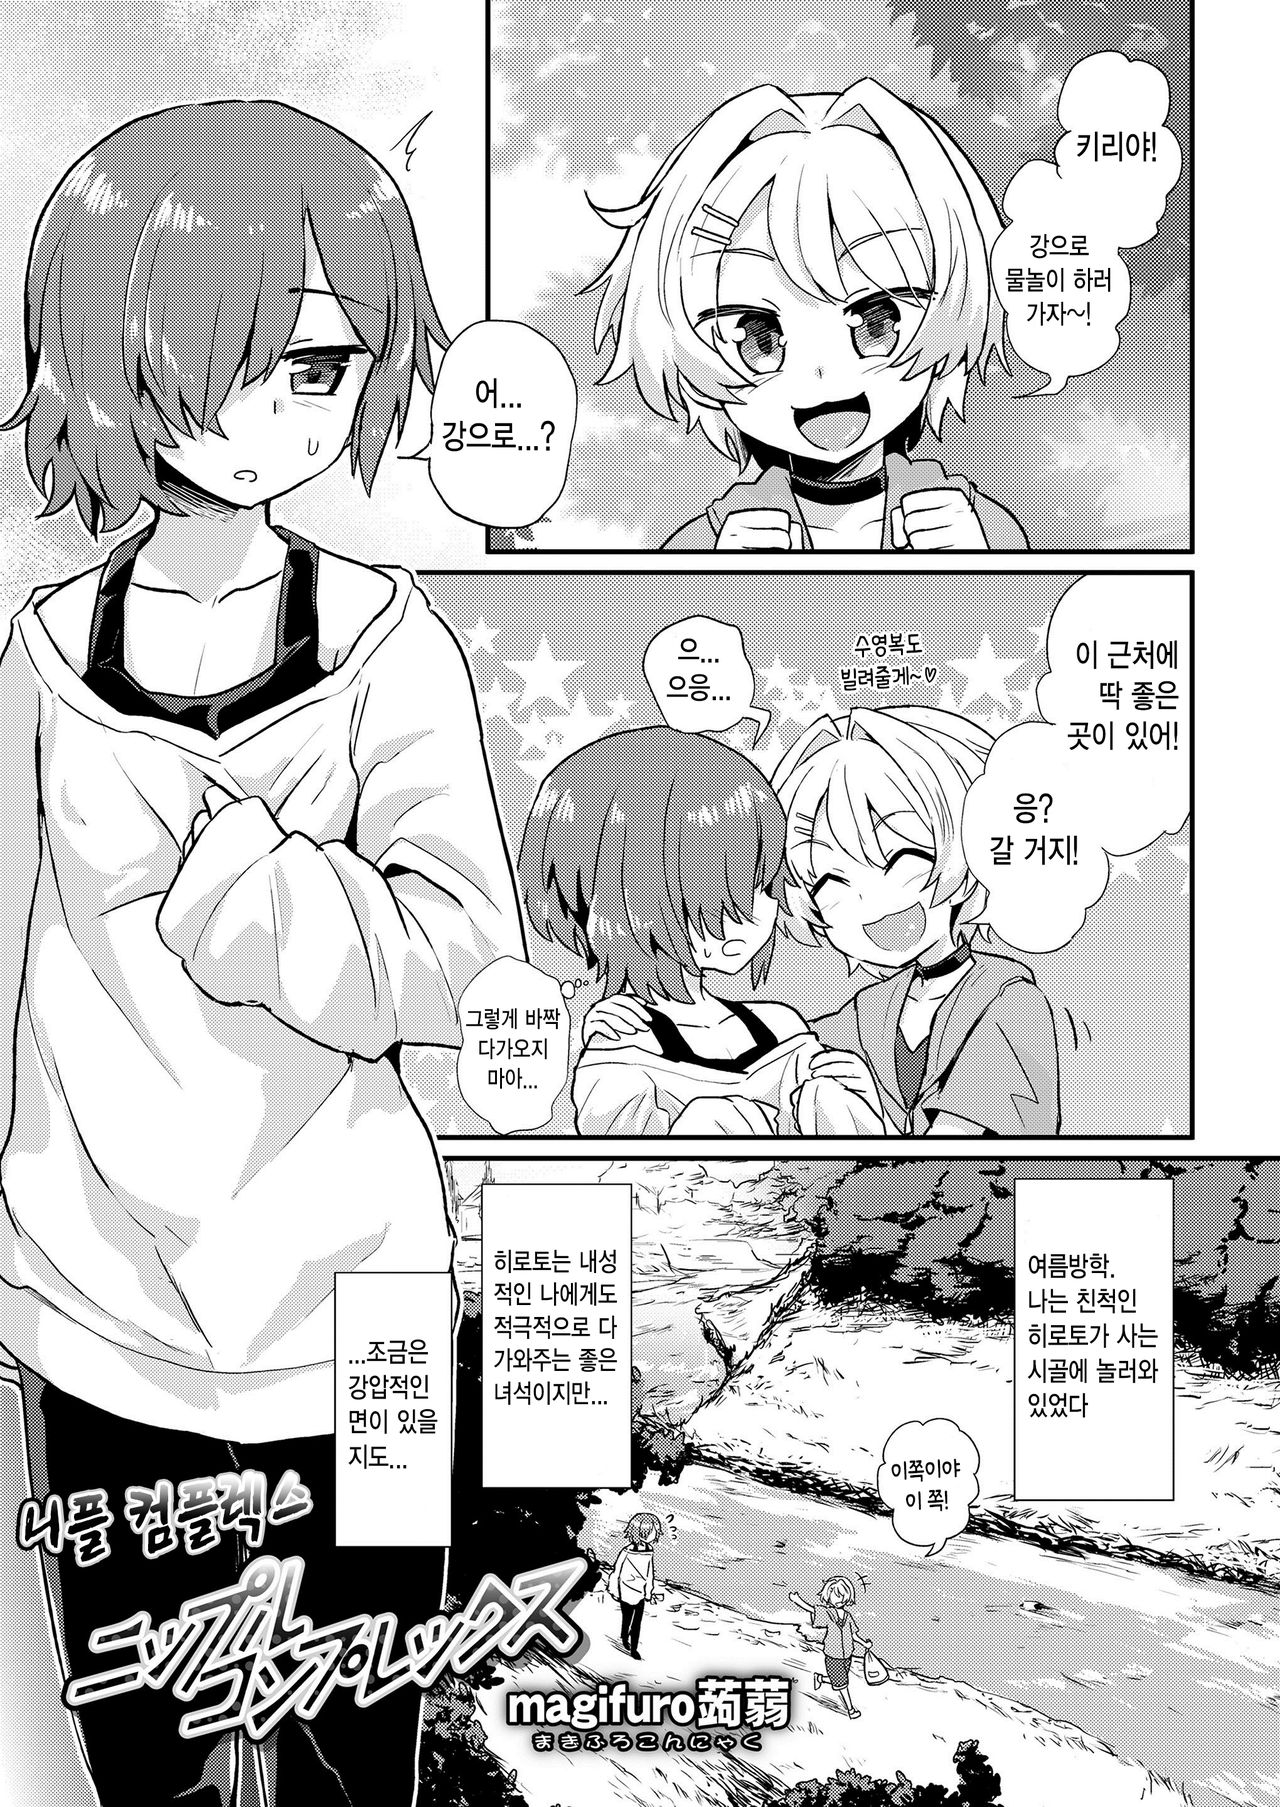 키리야!
강으로
물놀이 하러
가자~!
어...
강으로...?
이 근처에
딱 좋은
곳이 있어!
응?
갈 거지!
수영복도
빌려줄게~♡
으...
으응...
그렇게 바짝
다가오지
마아...
여름방학.
나는 친척인
히로토가 사는
시골에 놀러와
있었다
히로토는 내성
적인 나에게도
적극적으로 다
가와주는 좋은
녀석이지만...
...조금은
강압적인
면이 있을
지도...
이쪽이야
이 쪽!
니플 컴플렉스
ニップル
コンプレックス
magifuro蒟蒻
まぎふろこんにゃく